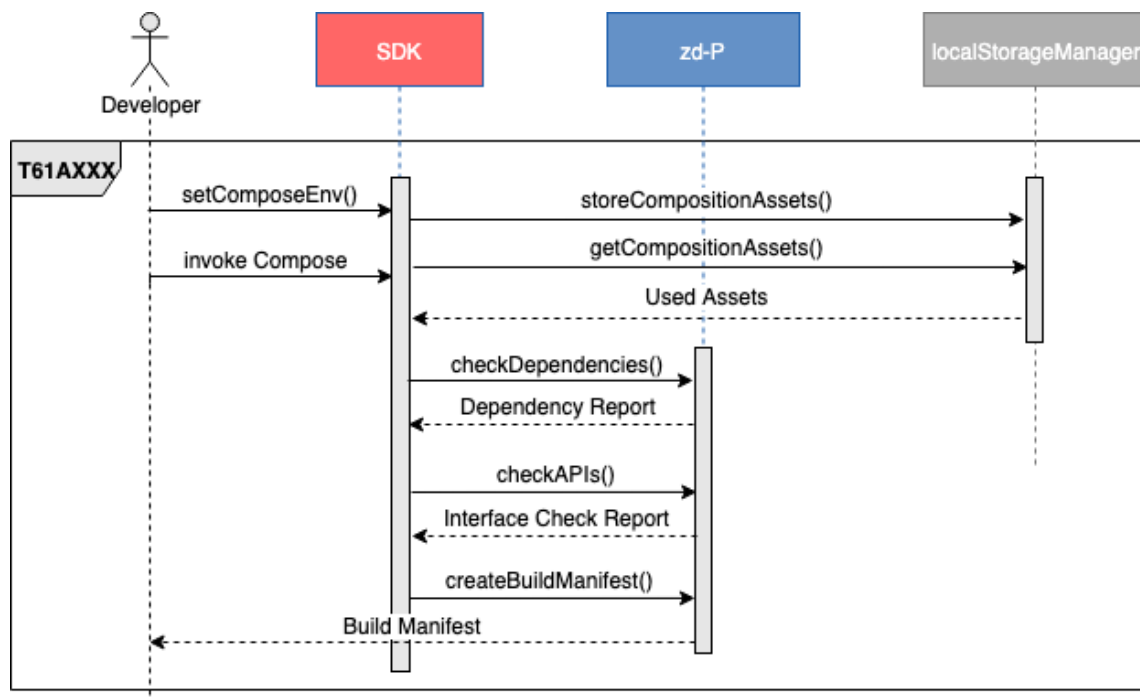 SDK
zd-P
localStorageManager
Developer
T61AXXX
setComposeEnv()
storeCompositionAssets()
getCompositionAssets()
invoke Compose
Used Assets
checkDependencies()
Dependency Report
checkAPIs()
Interface Check Report
createBuildManifest()
Build Manifest